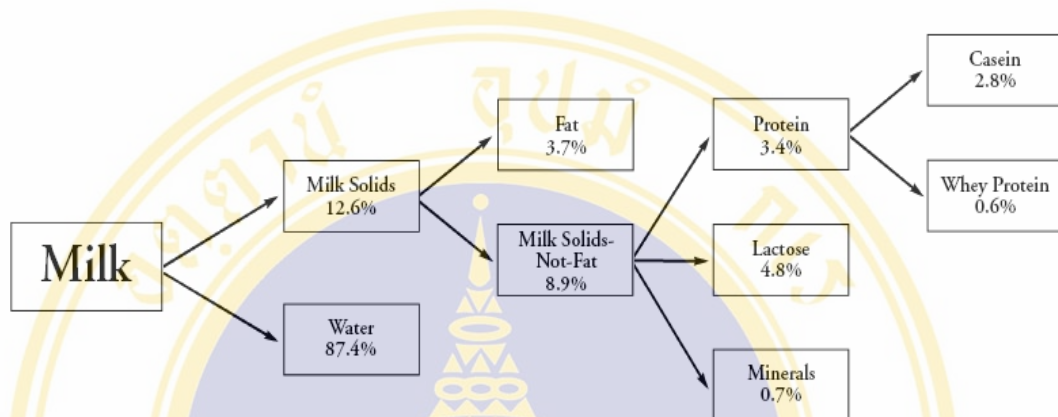 Milk
Milk Solids
12.6%
Water
87.4%
Fat
3.7%
Milk Solids-
Not-Fat
8.9%
Protein
3.4%
Lactose
4.8%
Minerals
0.7%
Casein
2.8%
Whey Protein
0.6%